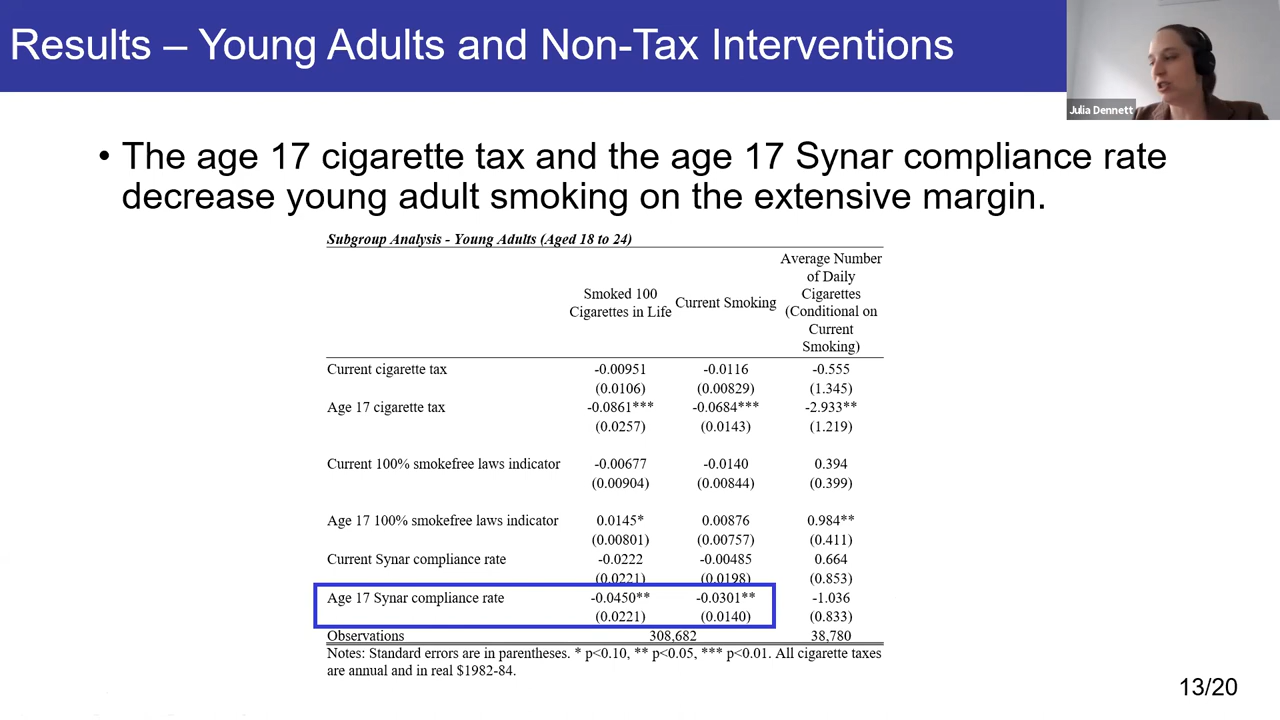 Results – Young Adults and Non-Tax Interventions
Julia Dennett
• The age 17 cigarette tax and the age 17 Synar compliance rate
decrease young adult smoking on the extensive margin.
Subgroup Analysis - Young Adults (Aged 18 to 24)
Smoked 100 Cigarettes in Life
Current Smoking
Average Number of Daily Cigarettes (Conditional on Current Smoking)
Current cigarette tax -0.00951 -0.0116 -0.555
(0.0106) (0.00829) (1.345)
Age 17 cigarette tax -0.0861*** -0.0684*** -2.933**
(0.0257) (0.0143) (1.219)
Current 100% smokefree laws indicator -0.00677 -0.0140 0.394
(0.00904) (0.00844) (0.399)
Age 17 100% smokefree laws indicator 0.0145* 0.00876 0.984**
(0.00801) (0.00757) (0.411)
Current Synar compliance rate -0.0222 -0.00485 0.664
(0.0221) (0.0198) (0.853)
Age 17 Synar compliance rate -0.0450** -0.0301** -1.036
(0.0221) (0.0140) (0.833)
Observations 308,682 38,780
Notes: Standard errors are in parentheses. * p<0.10, ** p<0.05, *** p<0.01. All cigarette taxes
are annual and in real $1982-84.
13/20